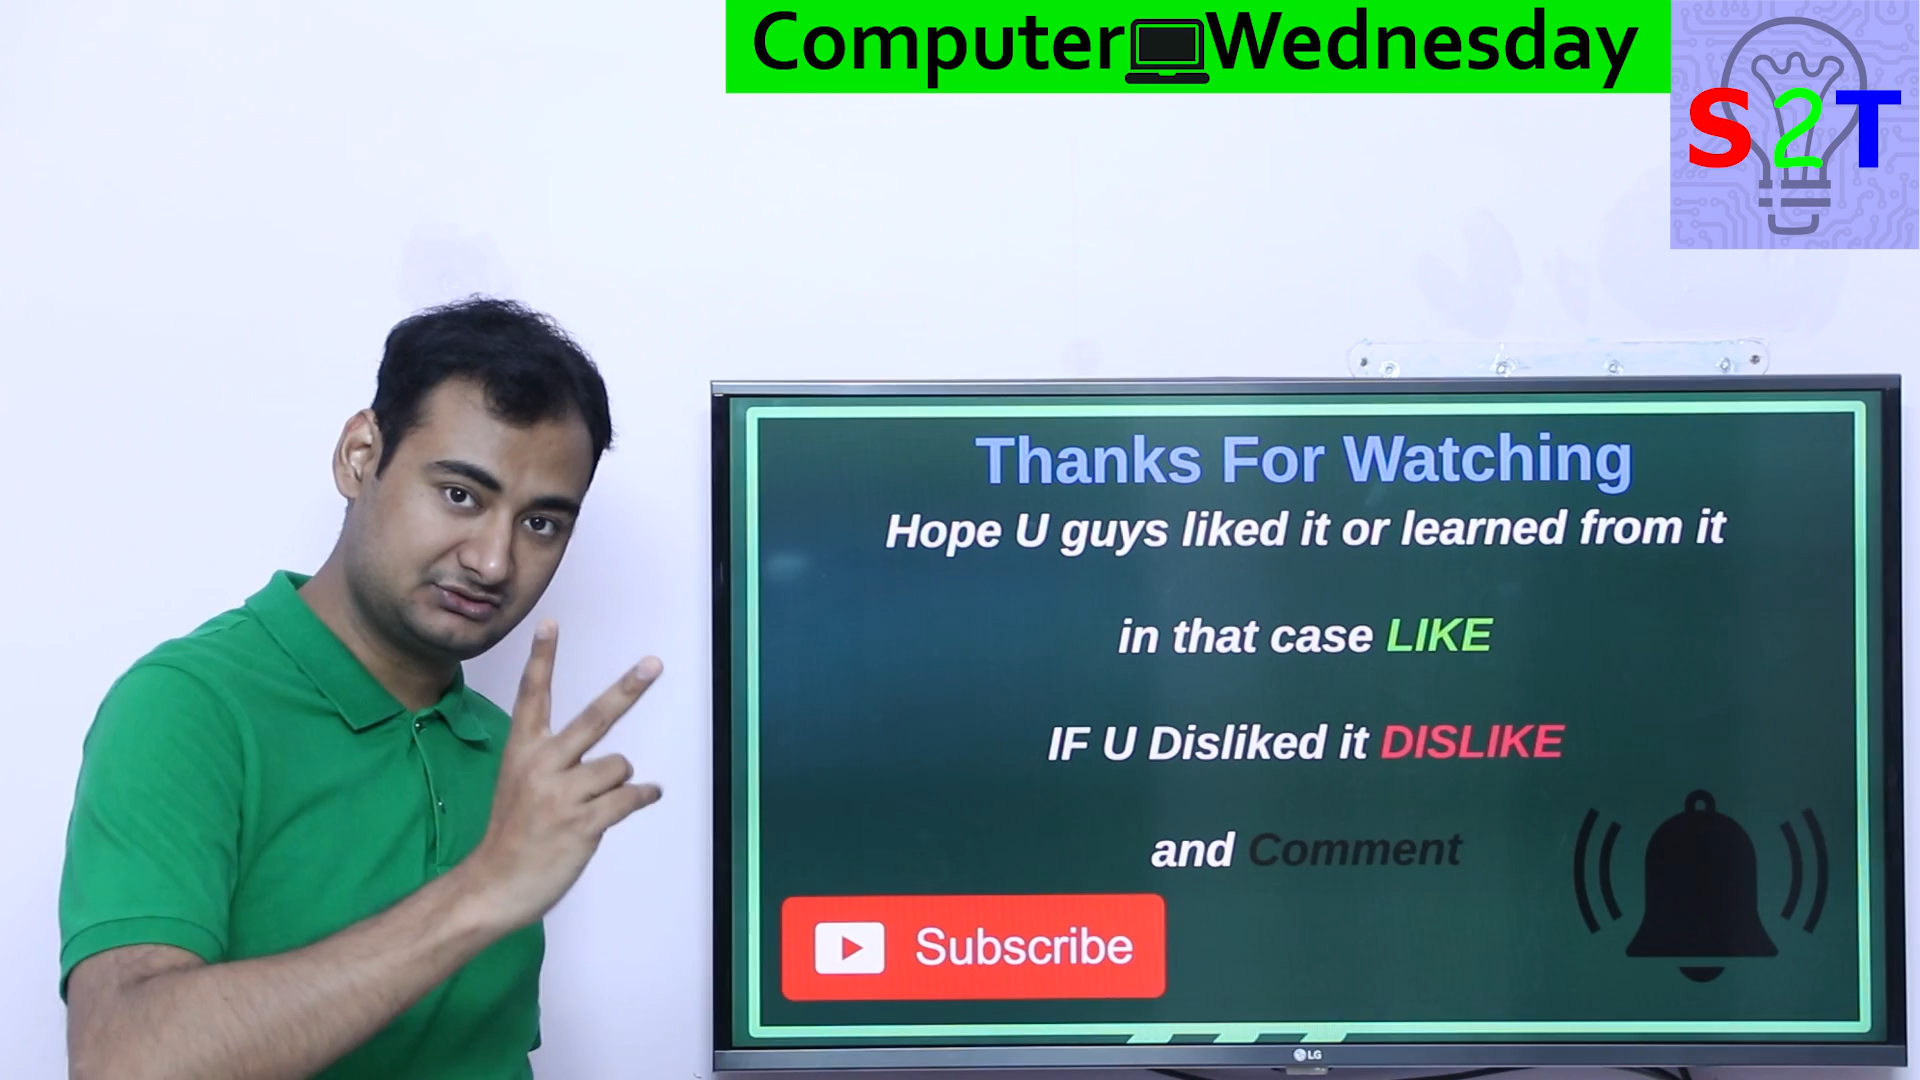 Computer Wednesday
S2T
Thanks For Watching
Hope U guys liked it or learned from it
in that case LIKE
IF U Disliked it DISLIKE
and Comment
Subscribe
LG